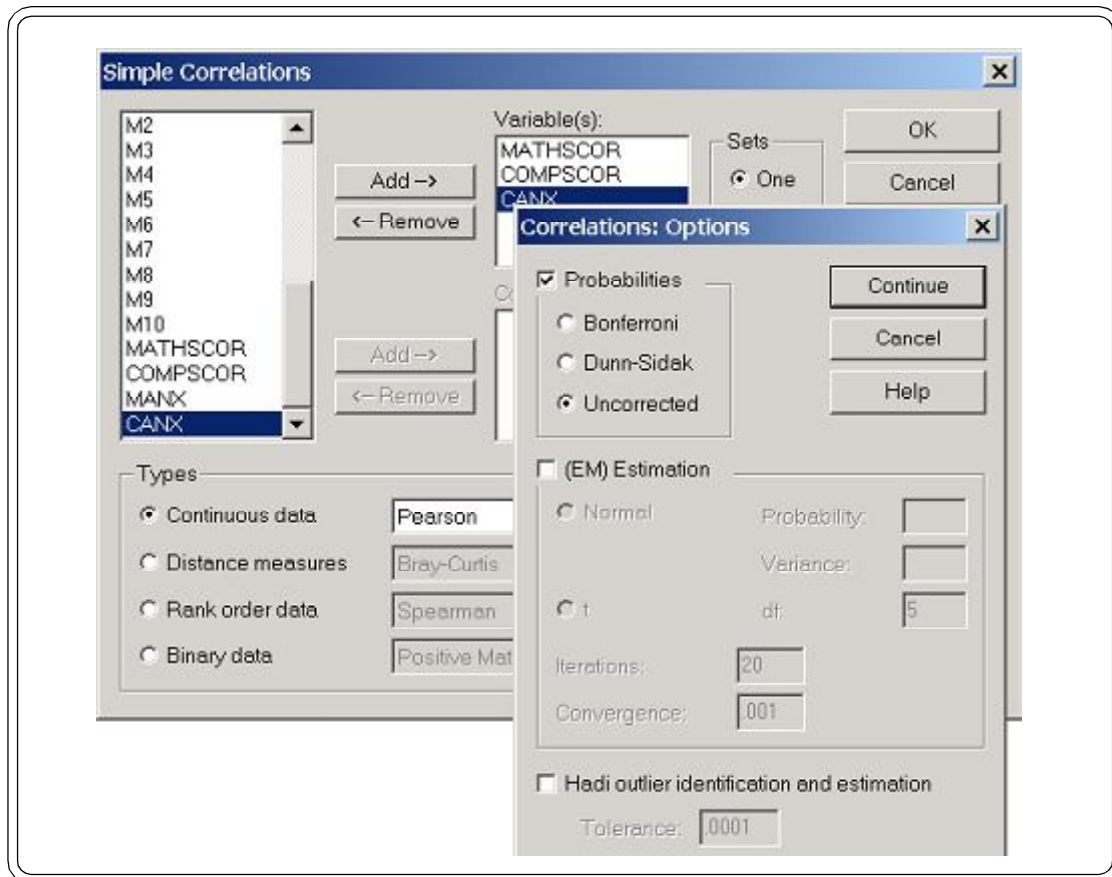 Simple Correlations
M2
M3
M4
M5
M6
M7
M8
M9
M10
MATHSCOR
COMPSCOR
MANX
CANX
Add -->
<-- Remove
Add -->
<-- Remove
Variable(s):
MATHSCOR
COMPSCOR
CANX
Sets
One
OK
Cancel
Types
Continuous data
Pearson
Distance measures
Bray-Curtis
Rank order data
Spearman
Binary data
Positive Mat
Correlations: Options
Probabilities
Bonferroni
Dunn-Sidak
Uncorrected
Continue
Cancel
Help
(EM) Estimation
Normal
Probability:
Variance:
t
df:
5
Iterations:
20
Convergence:
.001
Hadi outlier identification and estimation
Tolerance:
.0001